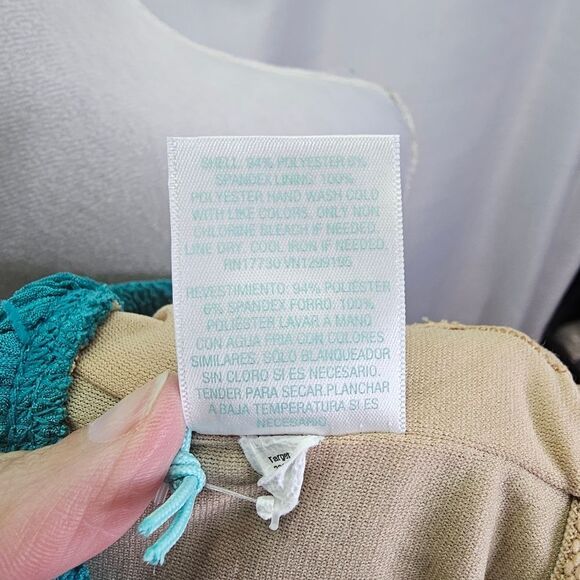 SHELL: 94% POLYESTER 6%
SPANDEX LINING: 100%
POLYESTER HAND WASH COLD
WITH LIKE COLORS, ONLY NON
CHLORINE BLEACH IF NEEDED.
LINE DRY, COOL IRON IF NEEDED.
RN17730 VN1299195
REVESTIMIENTO: 94% POLIÉSTER
6% SPANDEX FORRO: 100%
POLIÉSTER LAVAR A MANO
CON AGUA FRIA CON COLORES
SIMILARES, SOLO BLANQUEADOR
SIN CLORO SI ES NECESARIO.
TENDER PARA SECAR.PLANCHAR
A BAJA TEMPERATURA SI ES
NECESARIO